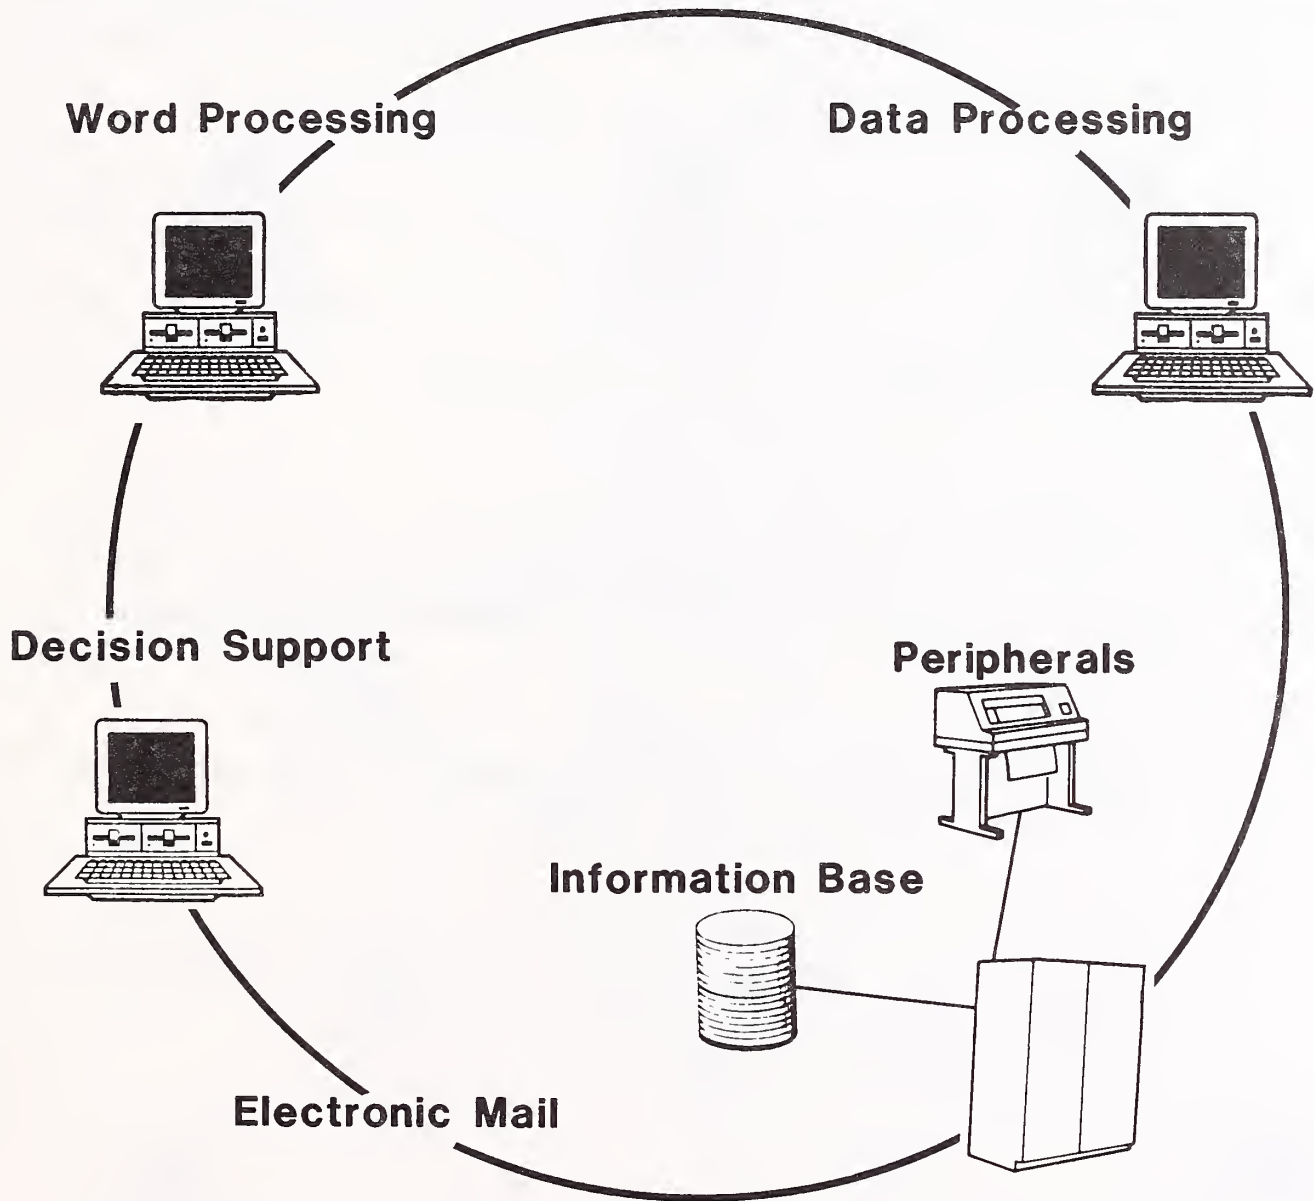 Word Processing
Data Processing
Decision Support
Peripherals
Information Base
Electronic Mail